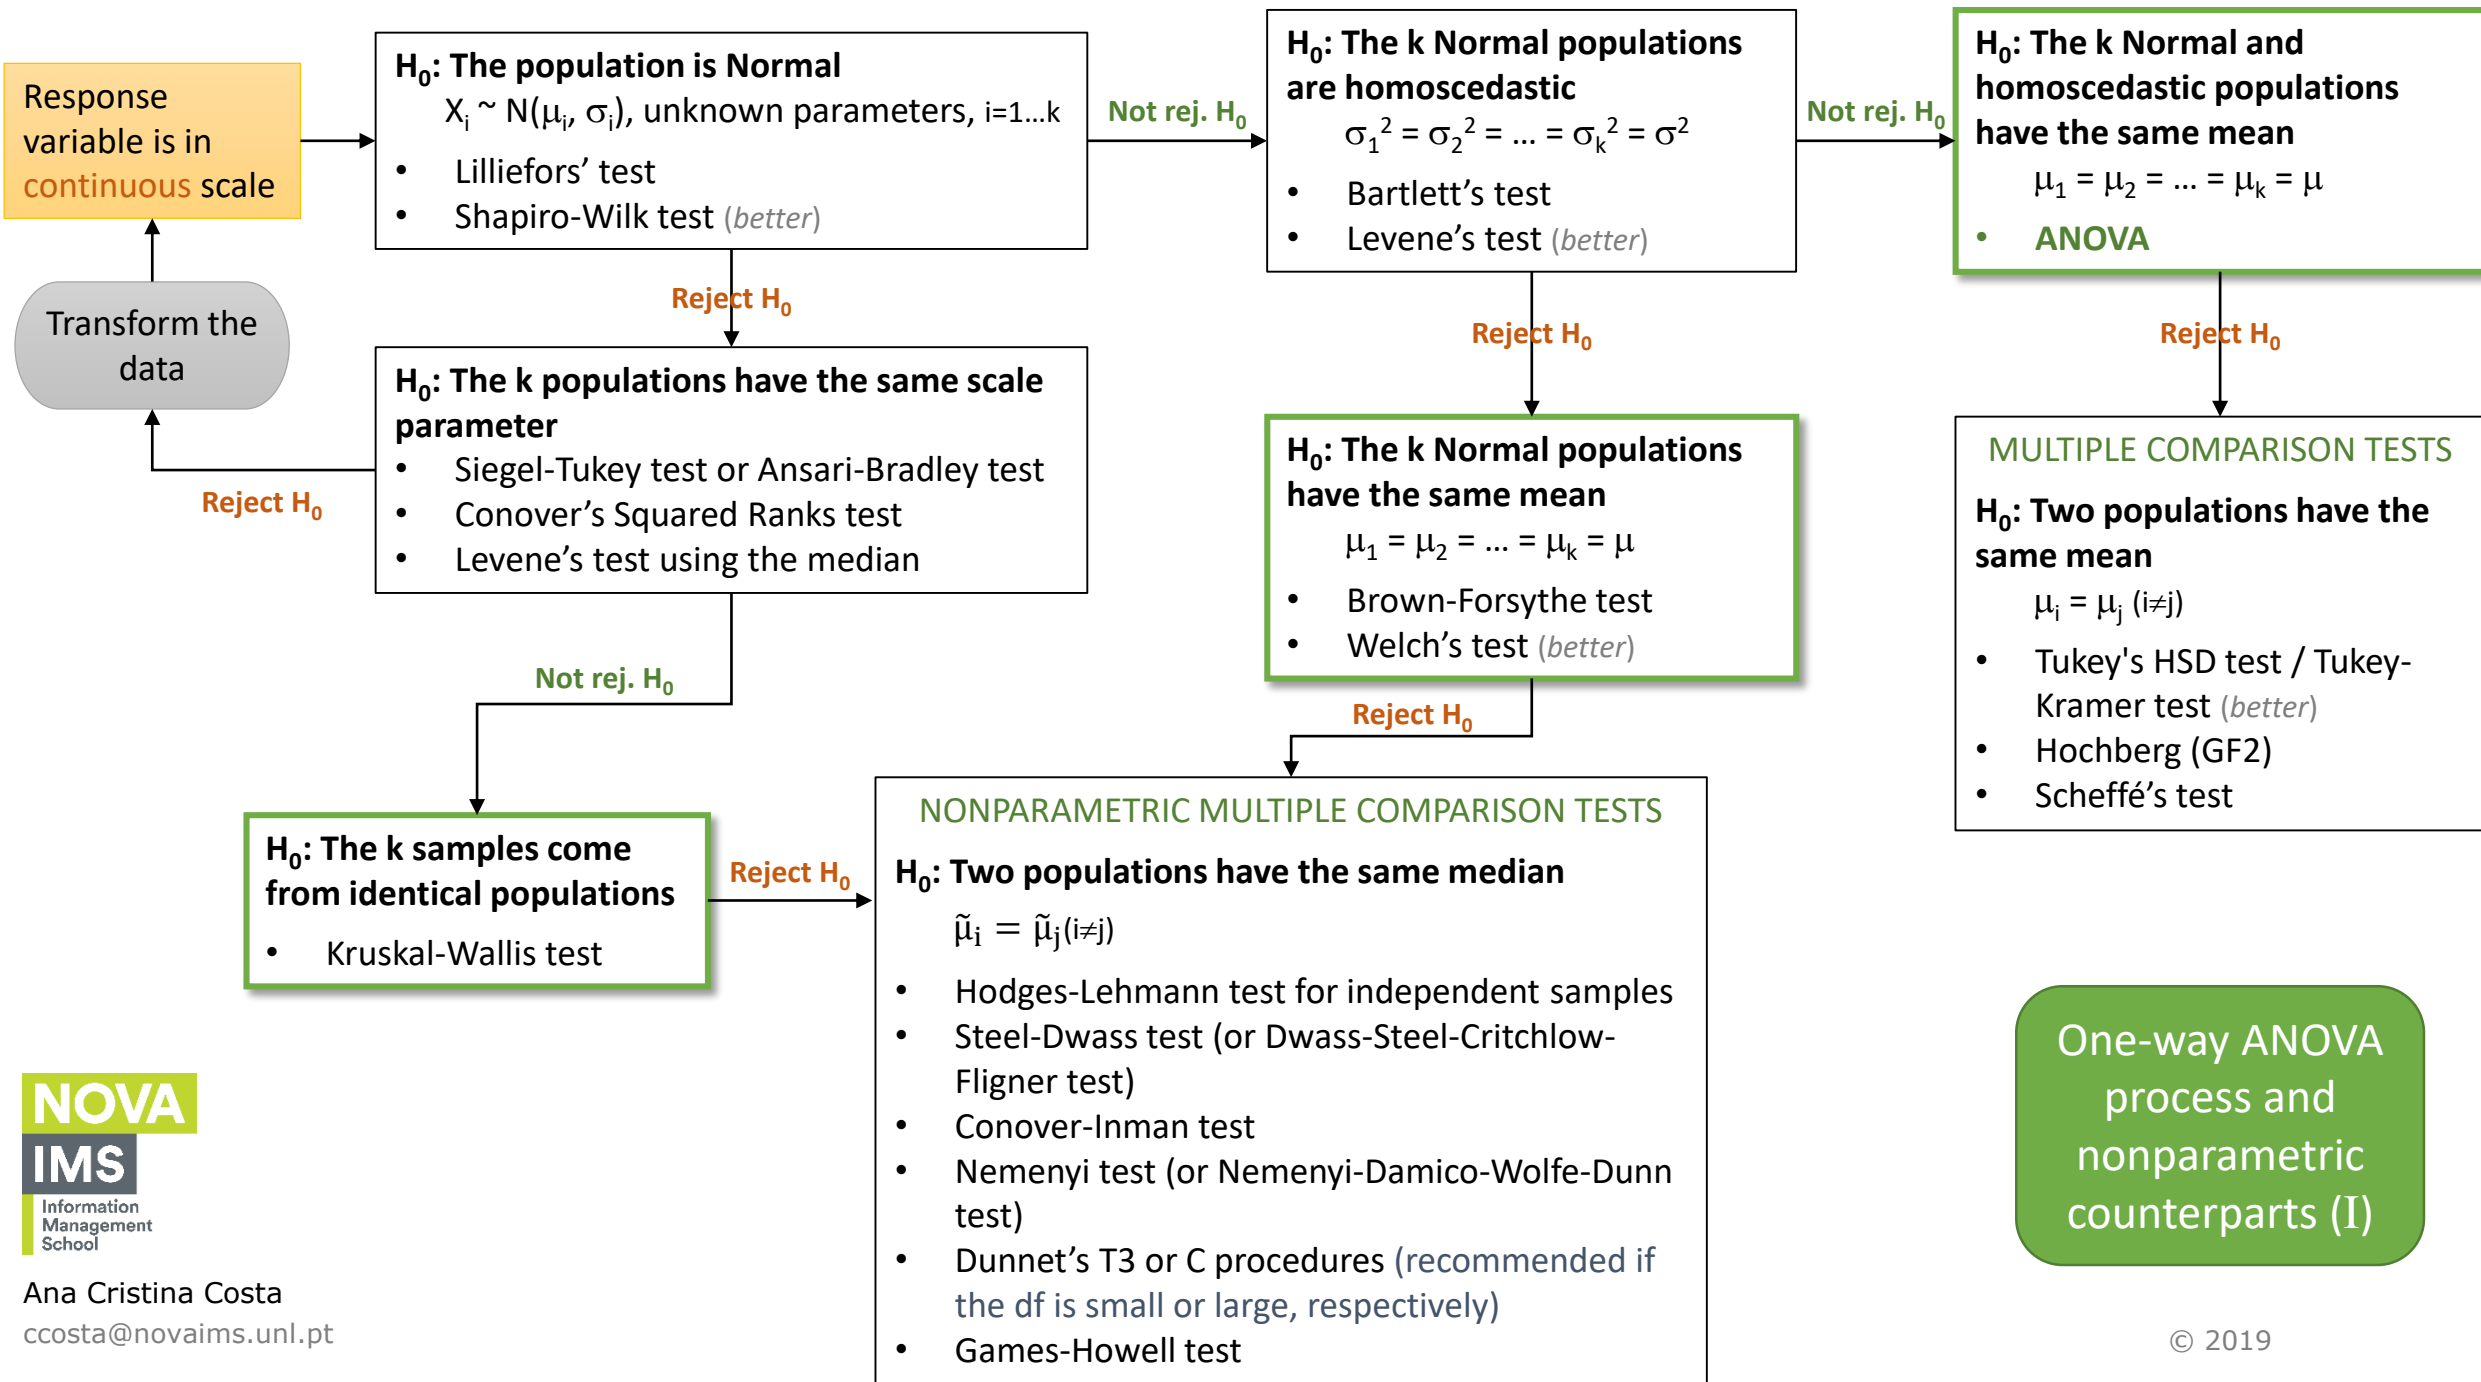 Response
variable is in
continuous scale
Transform the
data
H₀: The population is Normal
Xᵢ ~ N(μᵢ, σᵢ), unknown parameters, i=1…k
• Lilliefors’ test
• Shapiro-Wilk test (better)
Not rej. H₀
Reject H₀
H₀: The k Normal populations
are homoscedastic
σ₁² = σ₂² = … = σₖ² = σ²
• Bartlett’s test
• Levene’s test (better)
Not rej. H₀
Reject H₀
H₀: The k Normal and
homoscedastic populations
have the same mean
μ₁ = μ₂ = … = μₖ = μ
• ANOVA
Reject H₀
H₀: The k populations have the same scale
parameter
• Siegel-Tukey test or Ansari-Bradley test
• Conover’s Squared Ranks test
• Levene’s test using the median
Reject H₀
Not rej. H₀
H₀: The k Normal populations
have the same mean
μ₁ = μ₂ = … = μₖ = μ
• Brown-Forsythe test
• Welch’s test (better)
Reject H₀
MULTIPLE COMPARISON TESTS
H₀: Two populations have the
same mean
μᵢ = μⱼ (i≠j)
• Tukey's HSD test / Tukey-
Kramer test (better)
• Hochberg (GF2)
• Scheffé’s test
H₀: The k samples come
from identical populations
• Kruskal-Wallis test
Reject H₀
NONPARAMETRIC MULTIPLE COMPARISON TESTS
H₀: Two populations have the same median
μ̃ᵢ = μ̃ⱼ(i≠j)
• Hodges-Lehmann test for independent samples
• Steel-Dwass test (or Dwass-Steel-Critchlow-
Fligner test)
• Conover-Inman test
• Nemenyi test (or Nemenyi-Damico-Wolfe-Dunn
test)
• Dunnet’s T3 or C procedures (recommended if
the df is small or large, respectively)
• Games-Howell test
One-way ANOVA
process and
nonparametric
counterparts (I)
NOVA
IMS
Information
Management
School
Ana Cristina Costa
ccosta@novaims.unl.pt
© 2019